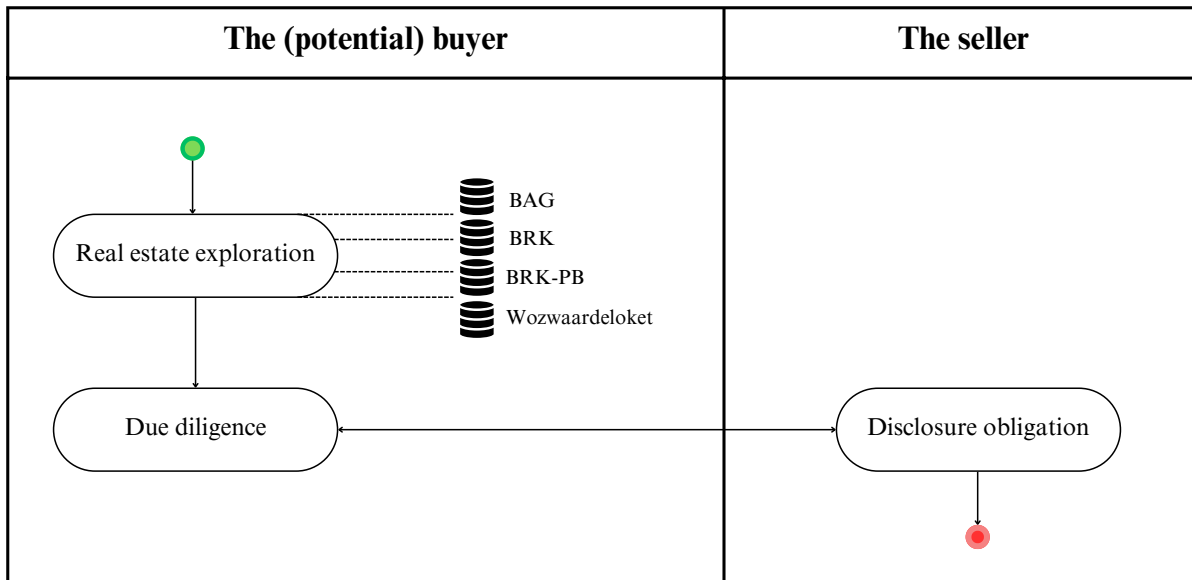 The (potential) buyer
The seller
BAG
BRK
Real estate exploration
BRK-PB
Wozwaardeloket
Due diligence
Disclosure obligation